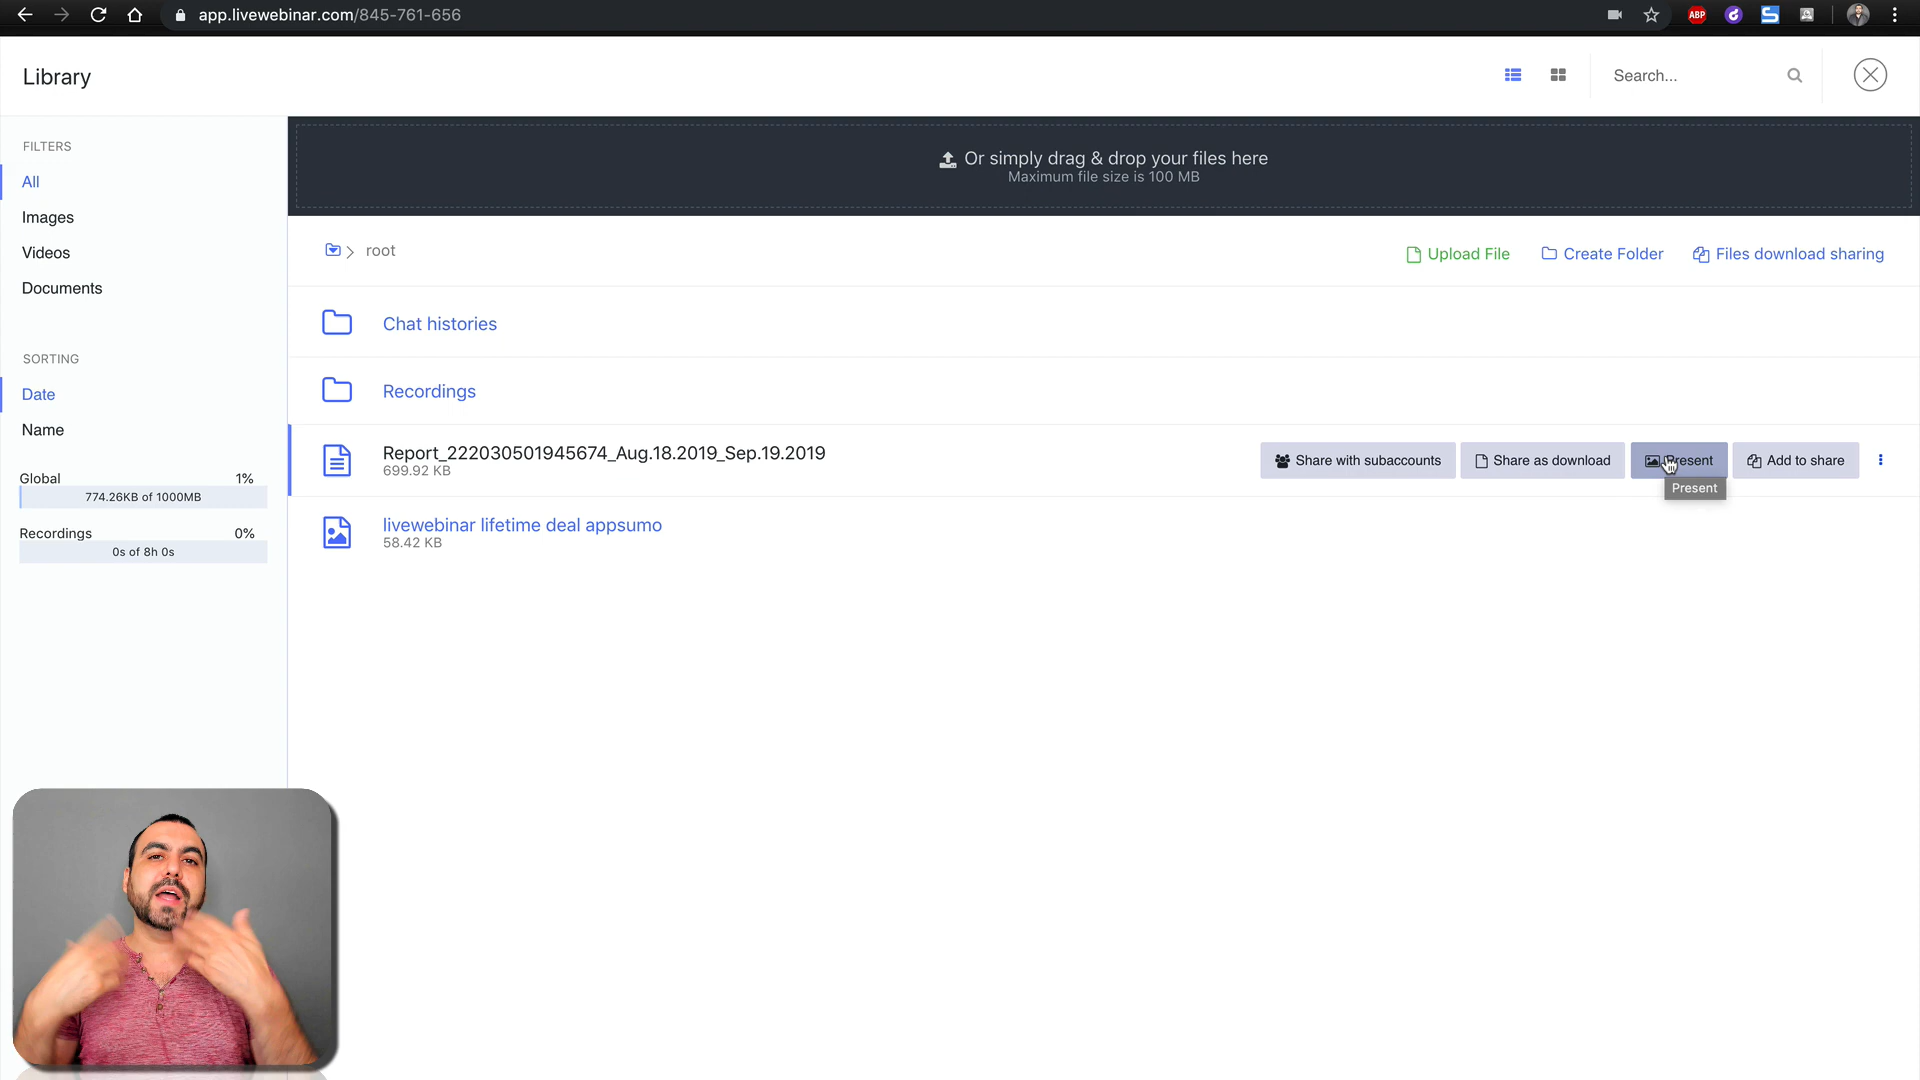 app.livewebinar.com/845-761-656
ABP
Library
Search...
FILTERS
All
Images
Videos
Documents
SORTING
Date
Name
Global 1%
774.26KB of 1000MB
Recordings 0%
0s of 8h 0s
Or simply drag & drop your files here
Maximum file size is 100 MB
root
Upload File
Create Folder
Files download sharing
Chat histories
Recordings
Report_222030501945674_Aug.18.2019_Sep.19.2019
699.92 KB
Share with subaccounts
Share as download
Present
Add to share
Present
livewebinar lifetime deal appsumo
58.42 KB